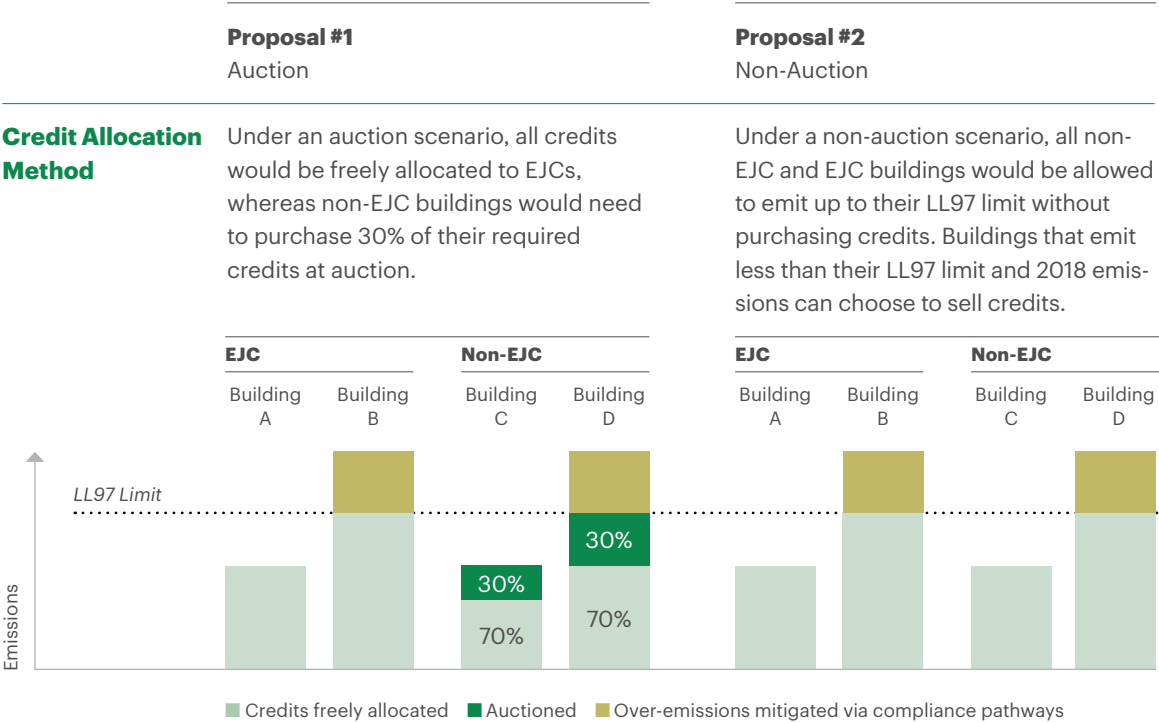 Proposal #1
Auction
Proposal #2
Non-Auction
Credit Allocation
Method
Under an auction scenario, all credits
would be freely allocated to EJCs,
whereas non-EJC buildings would need
to purchase 30% of their required
credits at auction.
Under a non-auction scenario, all non-
EJC and EJC buildings would be allowed
to emit up to their LL97 limit without
purchasing credits. Buildings that emit
less than their LL97 limit and 2018 emis-
sions can choose to sell credits.
EJC
Non-EJC
Building
A
Building
B
Building
C
Building
D
EJC
Non-EJC
Building
A
Building
B
Building
C
Building
D
LL97 Limit
Emissions
30%
70%
30%
70%
Credits freely allocated
Auctioned
Over-emissions mitigated via compliance pathways